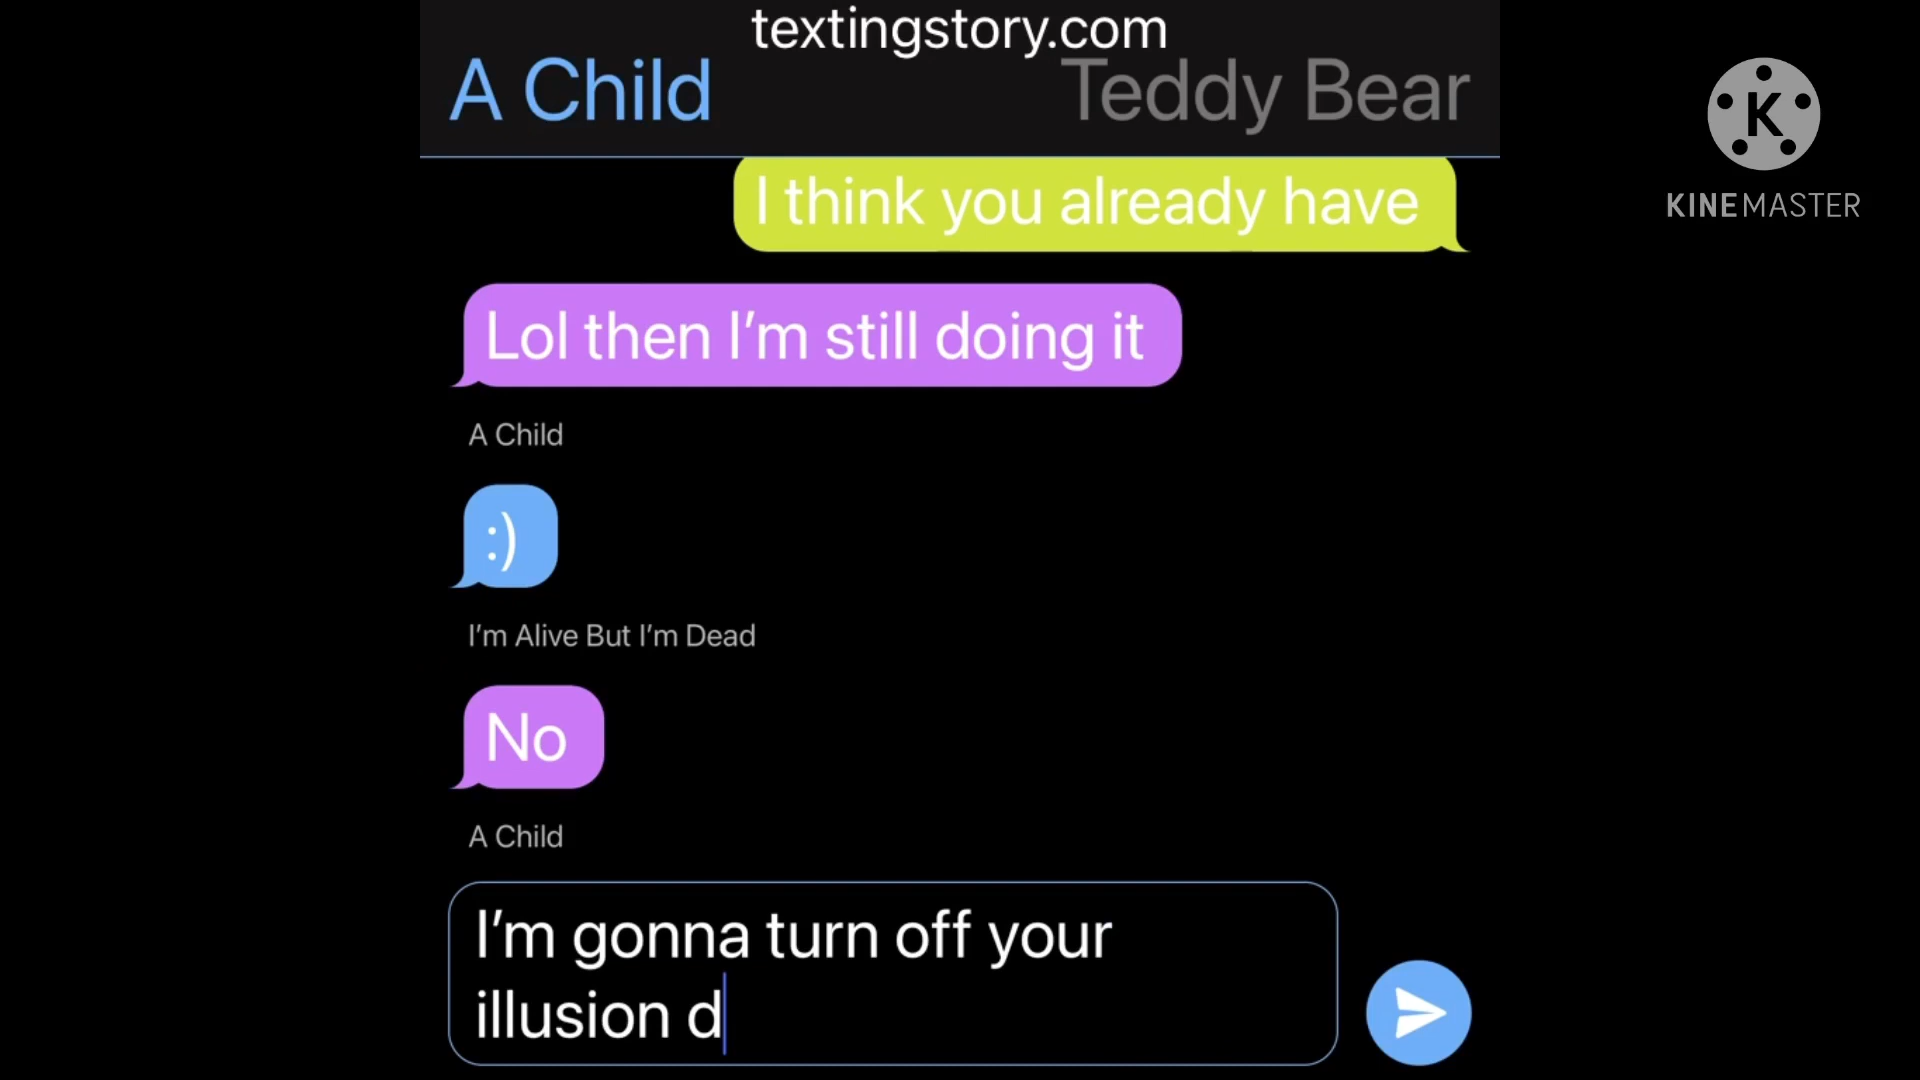 textingstory.com
A Child
Teddy Bear
K
KINEMASTER
I think you already have
Lol then I’m still doing it
A Child
:)
I’m Alive But I’m Dead
No
A Child
I’m gonna turn off your
illusion d